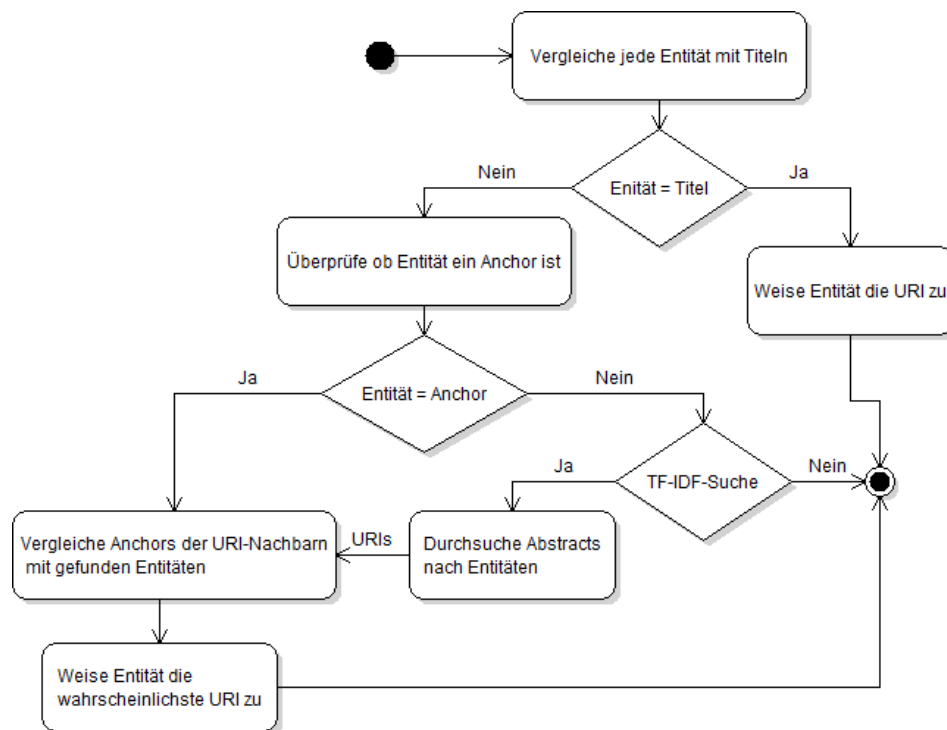 Vergleiche jede Entität mit Titeln
Nein
Enität = Titel
Ja
Überprüfe ob Entität ein Anchor ist
Weise Entität die URI zu
Ja
Entität = Anchor
Nein
Ja
TF-IDF-Suche
Nein
Vergleiche Anchors der URI-Nachbarn
mit gefunden Entitäten
URIs
Durchsuche Abstracts
nach Entitäten
Weise Entität die
wahrscheinlichste URI zu